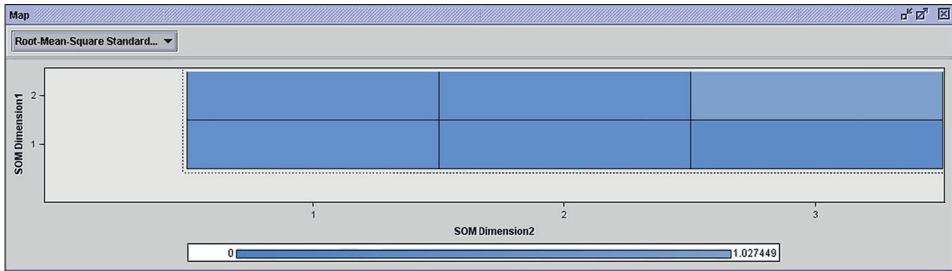 Map
Root-Mean-Square Standard...
SOM Dimension1
2
1
1 2 3
SOM Dimension2
0 1.027449